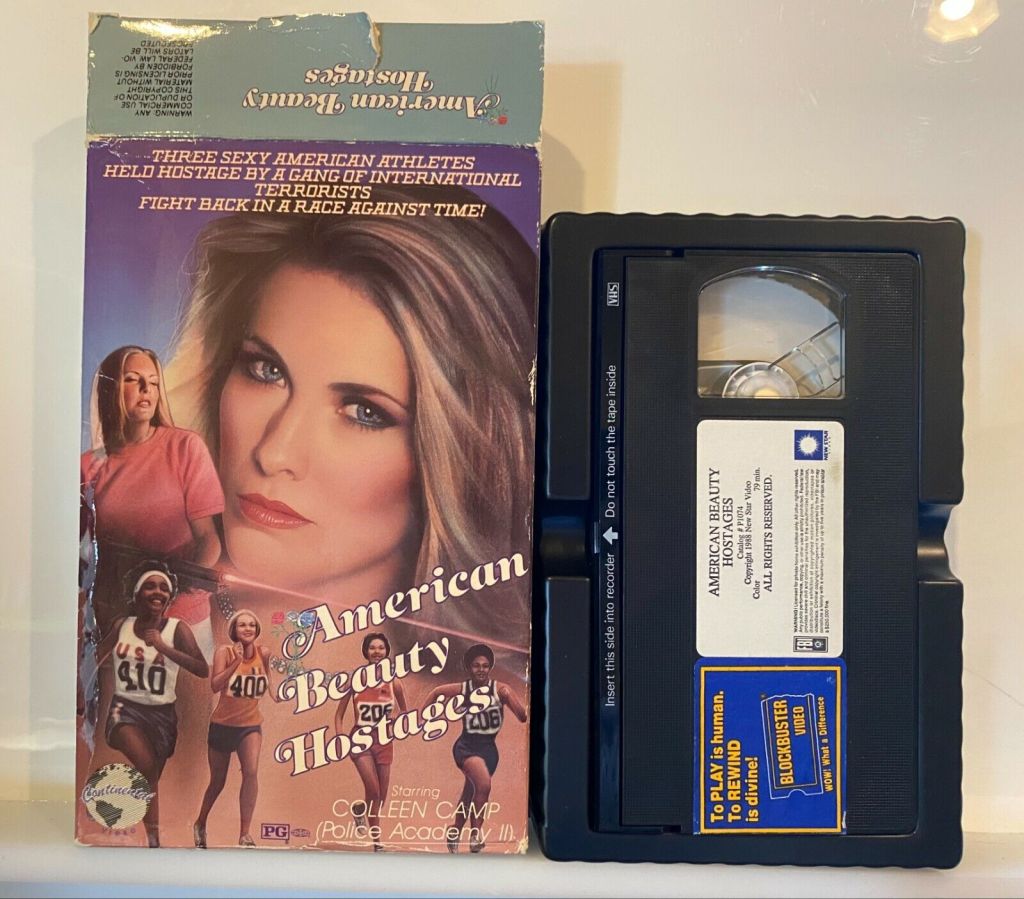 WARNING: ANY
COMMERCIAL USE
OR DUPLICATION OF
THIS COPYRIGHT
MATERIAL WITHOUT
PRIOR LICENSING IS
FORBIDDEN BY
FEDERAL LAW. VIO-
LATORS WILL BE
American Beauty
Hostages
THREE SEXY AMERICAN ATHLETES
HELD HOSTAGE BY A GANG OF INTERNATIONAL
TERRORISTS
FIGHT BACK IN A RACE AGAINST TIME!
USA
410
400
206
206
American
Beauty
Hostages
Continental
VIDEO
Starring
COLLEEN CAMP
(Police Academy II)
PG
VHS
Insert this side into recorder
Do not touch the tape inside
AMERICAN BEAUTY
HOSTAGES
Catalog # P1074
Copyright 1988 New Star Video
Color 79 min.
ALL RIGHTS RESERVED.
NEW STAR
FBI
To PLAY is human.
To REWIND
is divine!
BLOCKBUSTER
VIDEO
WOW! What a Difference